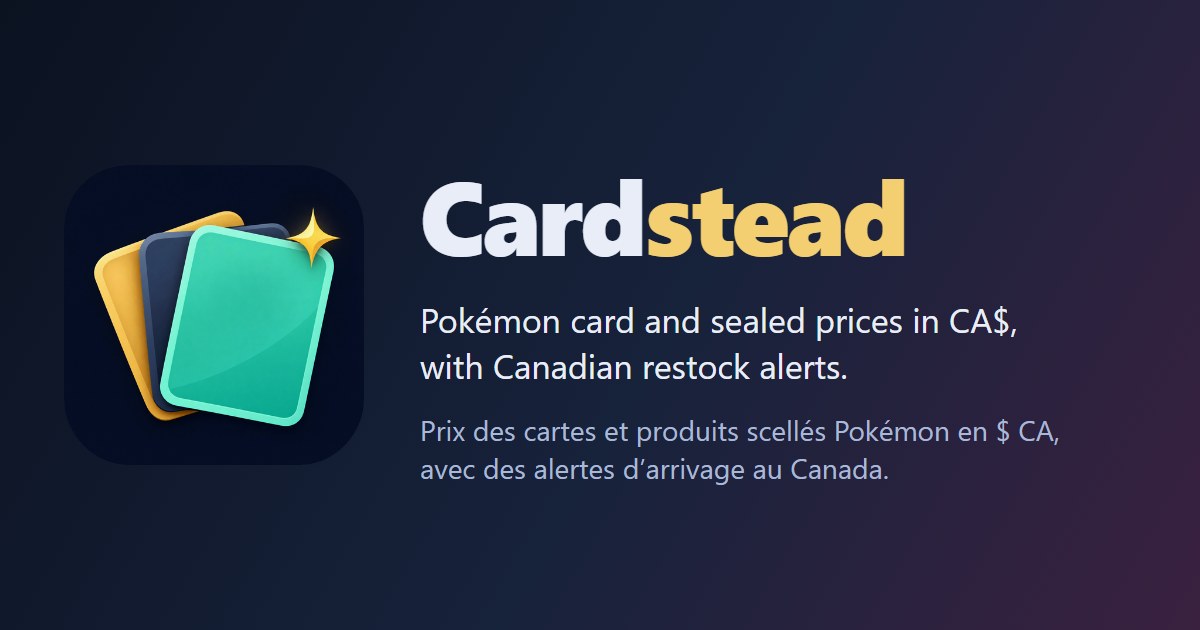 Cardstead
Pokémon card and sealed prices in CA$,
with Canadian restock alerts.
Prix des cartes et produits scellés Pokémon en $ CA,
avec des alertes d’arrivage au Canada.